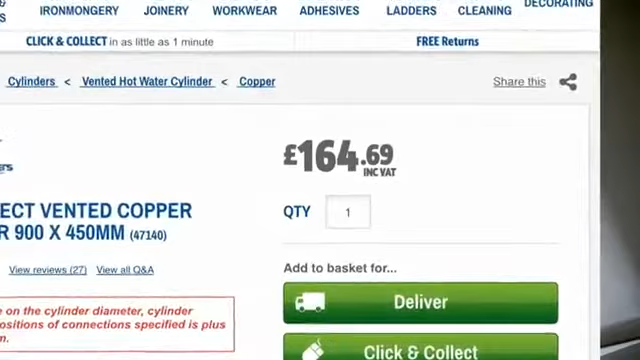 &
S
IRONMONGERY JOINERY WORKWEAR ADHESIVES LADDERS CLEANING DECORATING
CLICK & COLLECT in as little as 1 minute FREE Returns
Cylinders < Vented Hot Water Cylinder < Copper Share this
£164.69
INC VAT
ERS
ECT VENTED COPPER
R 900 X 450MM (47140)
QTY 1
View reviews (27) View all Q&A
Add to basket for...
Deliver
e on the cylinder diameter, cylinder
ositions of connections specified is plus
m.
Click & Collect